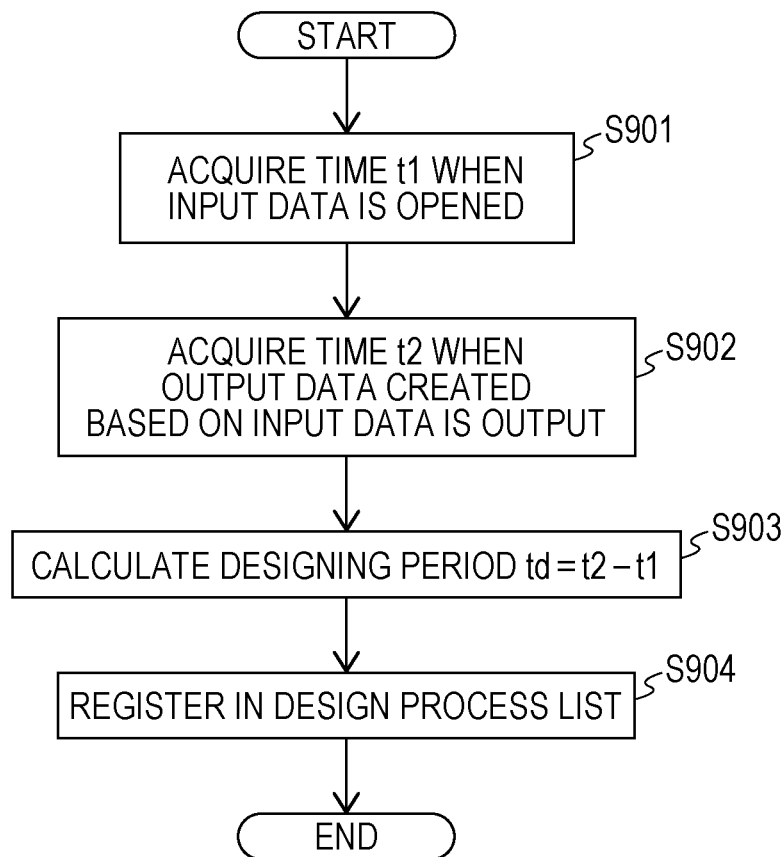 START
S901
ACQUIRE TIME t1 WHEN
INPUT DATA IS OPENED
S902
ACQUIRE TIME t2 WHEN
OUTPUT DATA CREATED
BASED ON INPUT DATA IS OUTPUT
S903
CALCULATE DESIGNING PERIOD td = t2 – t1
S904
REGISTER IN DESIGN PROCESS LIST
END